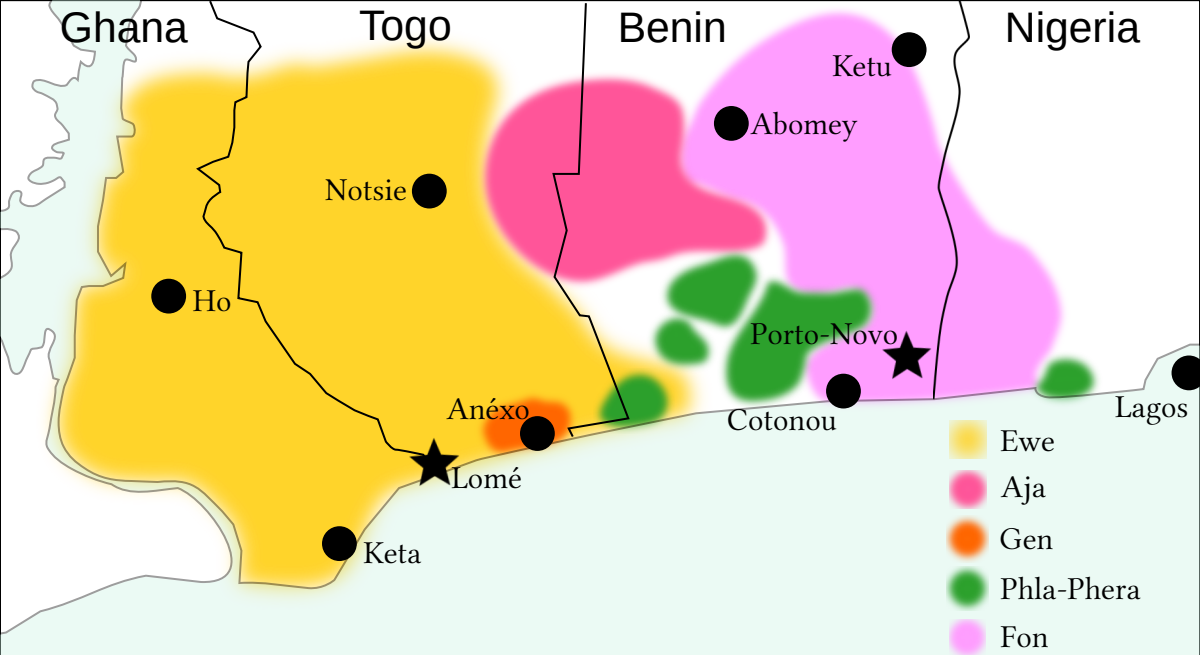 Ghana
Togo
Benin
Nigeria
Ketu
Abomey
Notsie
Ho
Porto-Novo
Anéxo
Cotonou
Lagos
Lomé
Keta
Ewe
Aja
Gen
Phla-Phera
Fon